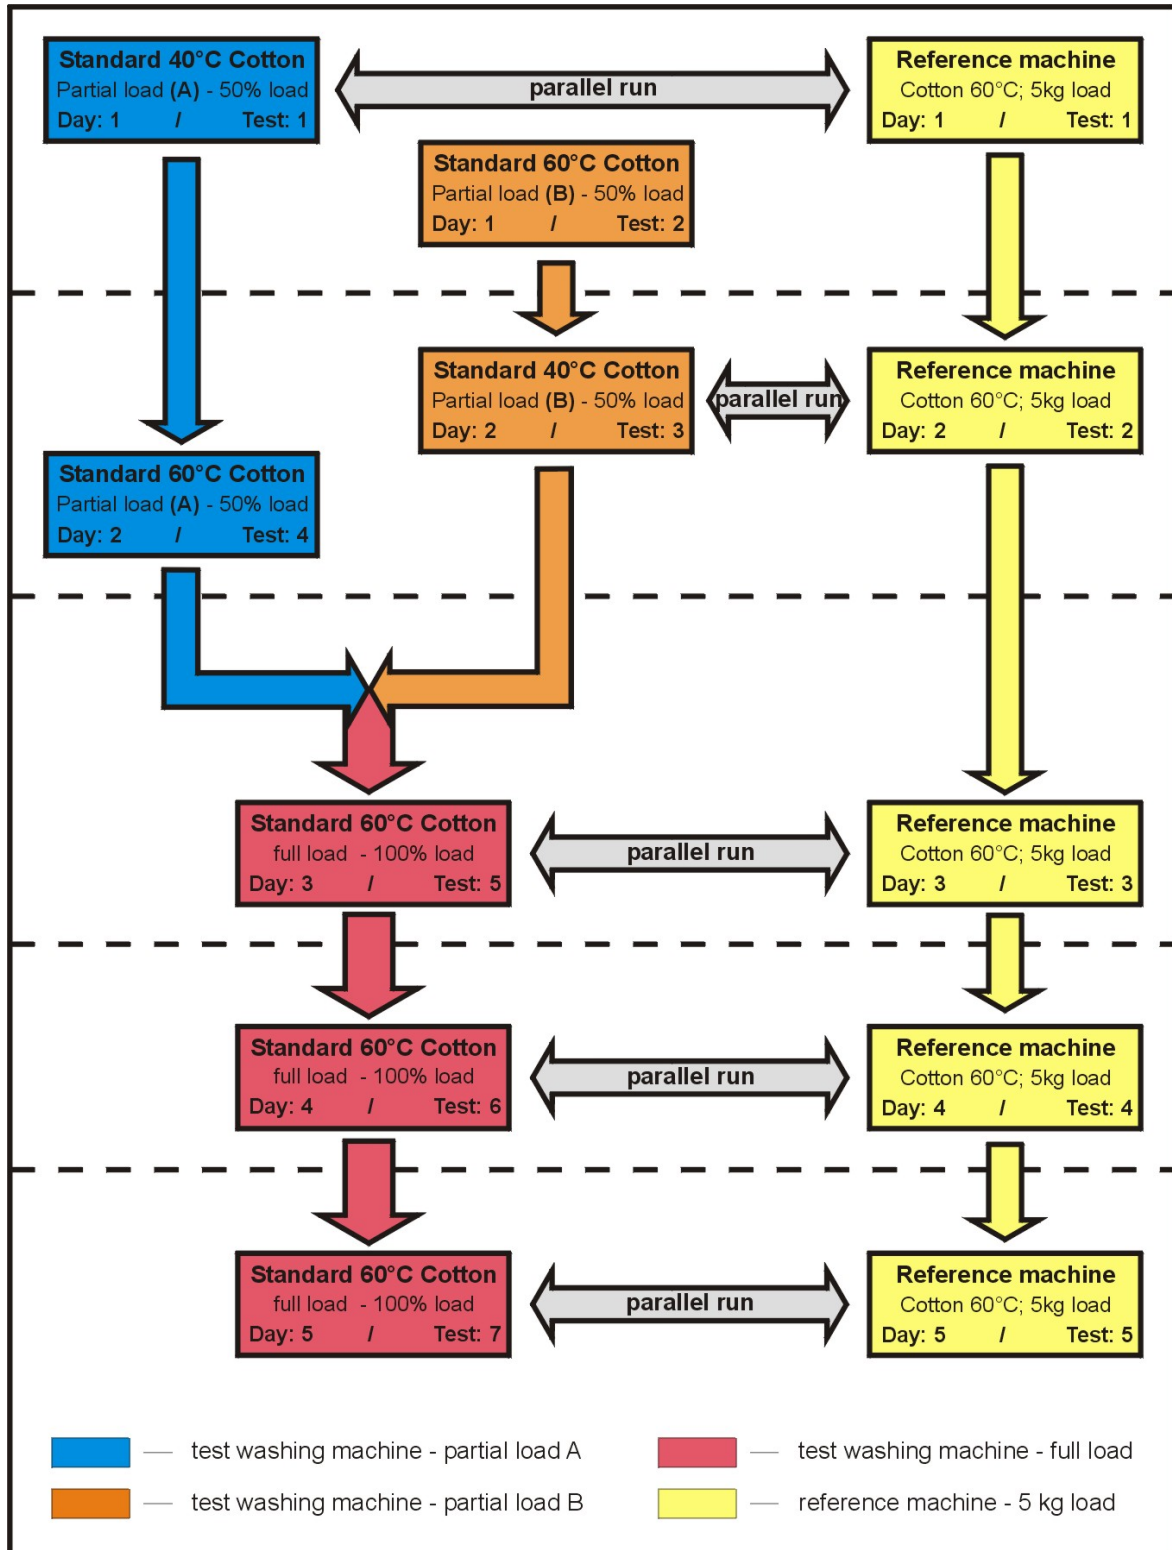 Standard 40°C Cotton
Partial load (A) - 50% load
Day: 1 / Test: 1
parallel run
Reference machine
Cotton 60°C; 5kg load
Day: 1 / Test: 1
Standard 60°C Cotton
Partial load (B) - 50% load
Day: 1 / Test: 2
Standard 40°C Cotton
Partial load (B) - 50% load
Day: 2 / Test: 3
parallel run
Reference machine
Cotton 60°C; 5kg load
Day: 2 / Test: 2
Standard 60°C Cotton
Partial load (A) - 50% load
Day: 2 / Test: 4
Standard 60°C Cotton
full load - 100% load
Day: 3 / Test: 5
parallel run
Reference machine
Cotton 60°C; 5kg load
Day: 3 / Test: 3
Standard 60°C Cotton
full load - 100% load
Day: 4 / Test: 6
parallel run
Reference machine
Cotton 60°C; 5kg load
Day: 4 / Test: 4
Standard 60°C Cotton
full load - 100% load
Day: 5 / Test: 7
parallel run
Reference machine
Cotton 60°C; 5kg load
Day: 5 / Test: 5
test washing machine - partial load A
test washing machine - full load
test washing machine - partial load B
reference machine - 5 kg load